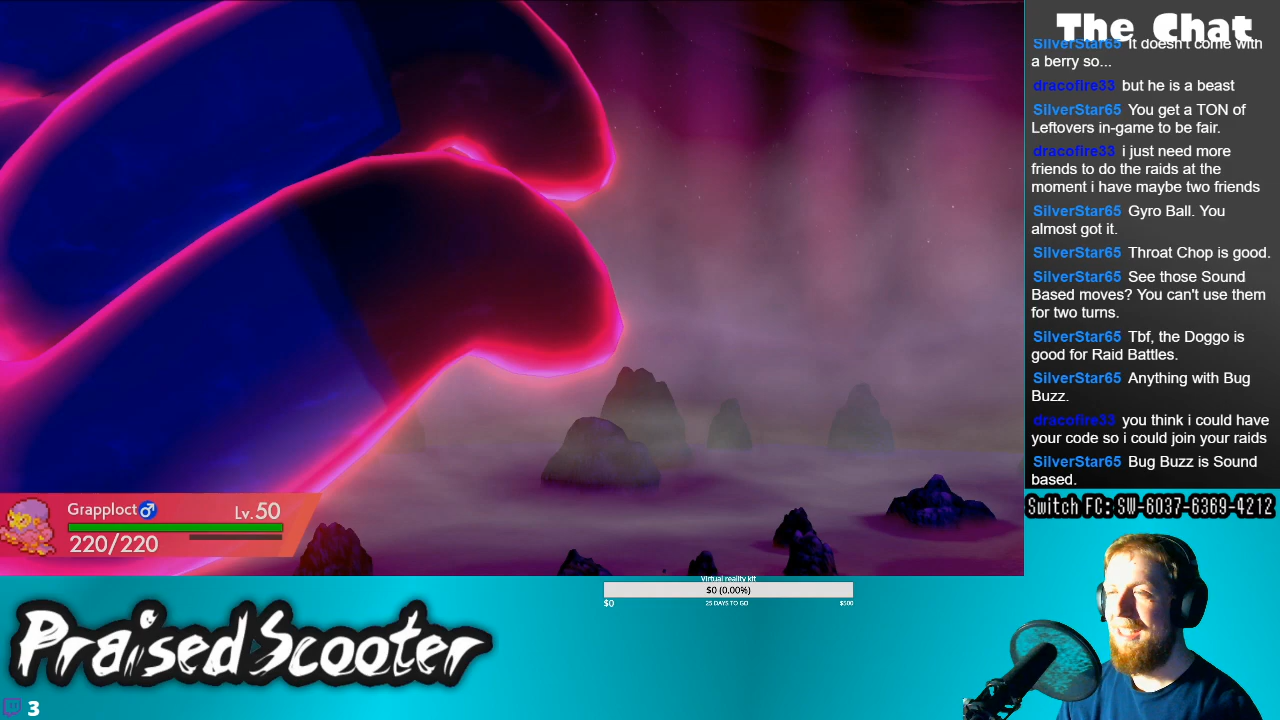 The Chat
SilverStar65 It doesn't come with
a berry so...
dracofire33 but he is a beast
SilverStar65 You get a TON of
Leftovers in-game to be fair.
dracofire33 i just need more
friends to do the raids at the
moment i have maybe two friends
SilverStar65 Gyro Ball. You
almost got it.
SilverStar65 Throat Chop is good.
SilverStar65 See those Sound
Based moves? You can't use them
for two turns.
SilverStar65 Tbf, the Doggo is
good for Raid Battles.
SilverStar65 Anything with Bug
Buzz.
dracofire33 you think i could have
your code so i could join your raids
SilverStar65 Bug Buzz is Sound
based.
Switch FC: SW-6037-6369-4212
Grapploct♂ Lv.50
220/220
Virtual reality kit
$0 (0.00%)
$0 25 DAYS TO GO $500
PraisedScooter
3